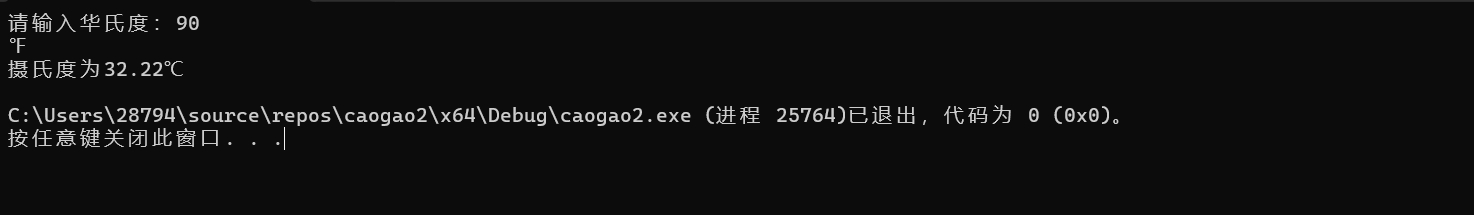 请输入华氏度：90
℉
摄氏度为32.22℃
C:\Users\28794\source\repos\caogao2\x64\Debug\caogao2.exe (进程 25764)已退出，代码为 0 (0x0)。
按任意键关闭此窗口. . .